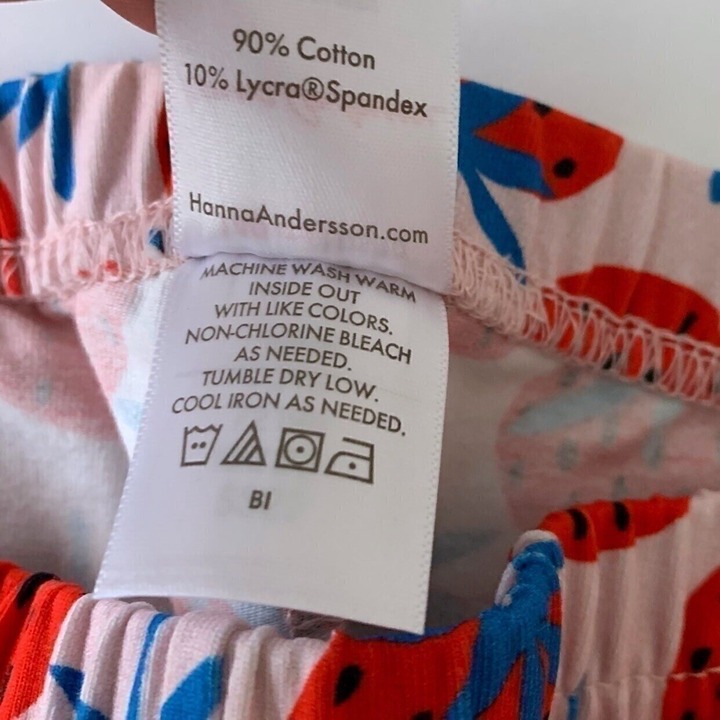 90% Cotton
10% Lycra®Spandex
HannaAndersson.com
MACHINE WASH WARM
INSIDE OUT
WITH LIKE COLORS.
NON-CHLORINE BLEACH
AS NEEDED.
TUMBLE DRY LOW.
COOL IRON AS NEEDED.
BI